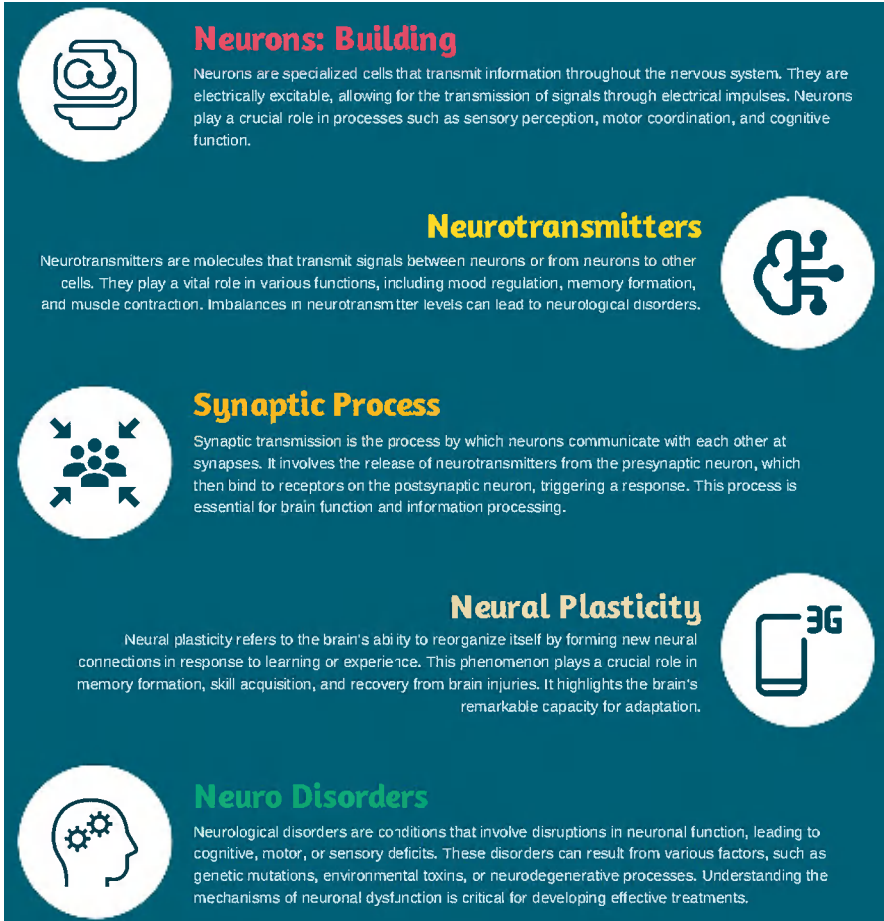 Neurons: Building
Neurons are specialized cells that transmit information throughout the nervous system. They are
electrically excitable, allowing for the transmission of signals through electrical impulses. Neurons
play a crucial role in processes such as sensory perception, motor coordination, and cognitive
function.
Neurotransmitters
Neurotransmitters are molecules that transmit signals between neurons or from neurons to other
cells. They play a vital role in various functions, including mood regulation, memory formation,
and muscle contraction. Imbalances in neurotransmitter levels can lead to neurological disorders.
Synaptic Process
Synaptic transmission is the process by which neurons communicate with each other at
synapses. It involves the release of neurotransmitters from the presynaptic neuron, which
then bind to receptors on the postsynaptic neuron, triggering a response. This process is
essential for brain function and information processing.
Neural Plasticity
3G
Neural plasticity refers to the brain's ability to reorganize itself by forming new neural
connections in response to learning or experience. This phenomenon plays a crucial role in
memory formation, skill acquisition, and recovery from brain injuries. It highlights the brain's
remarkable capacity for adaptation.
Neuro Disorders
Neurological disorders are conditions that involve disruptions in neuronal function, leading to
cognitive, motor, or sensory deficits. These disorders can result from various factors, such as
genetic mutations, environmental toxins, or neurodegenerative processes. Understanding the
mechanisms of neuronal dysfunction is critical for developing effective treatments.